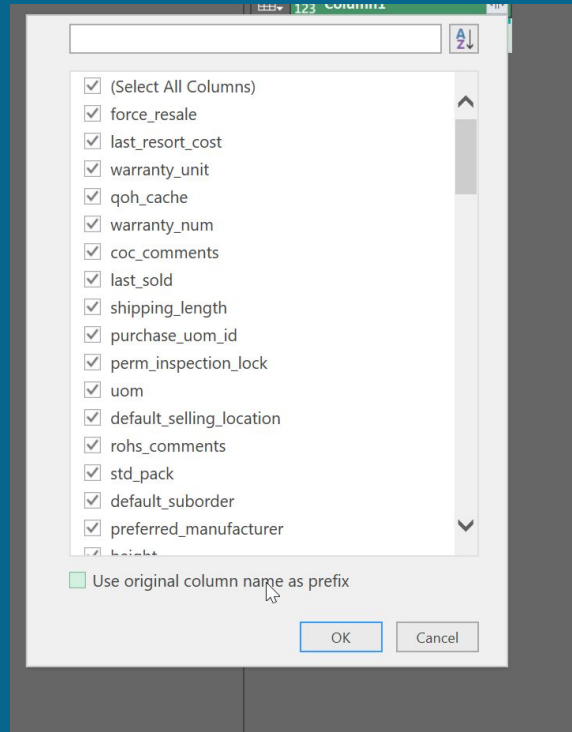 123 Column1
A
Z
(Select All Columns)
force_resale
last_resort_cost
warranty_unit
qoh_cache
warranty_num
coc_comments
last_sold
shipping_length
purchase_uom_id
perm_inspection_lock
uom
default_selling_location
rohs_comments
std_pack
default_suborder
preferred_manufacturer
height
Use original column name as prefix
OK Cancel